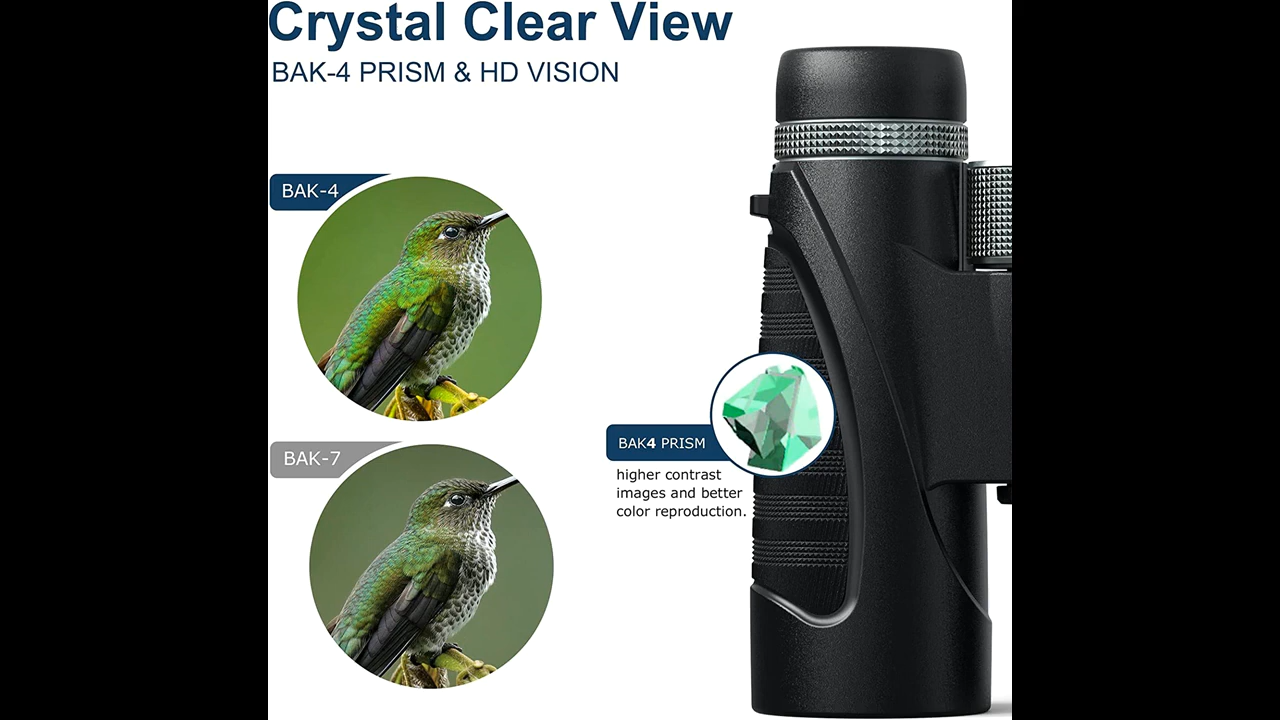 Crystal Clear View
BAK-4 PRISM & HD VISION
BAK-4
BAK-7
BAK4 PRISM
higher contrast
images and better
color reproduction.